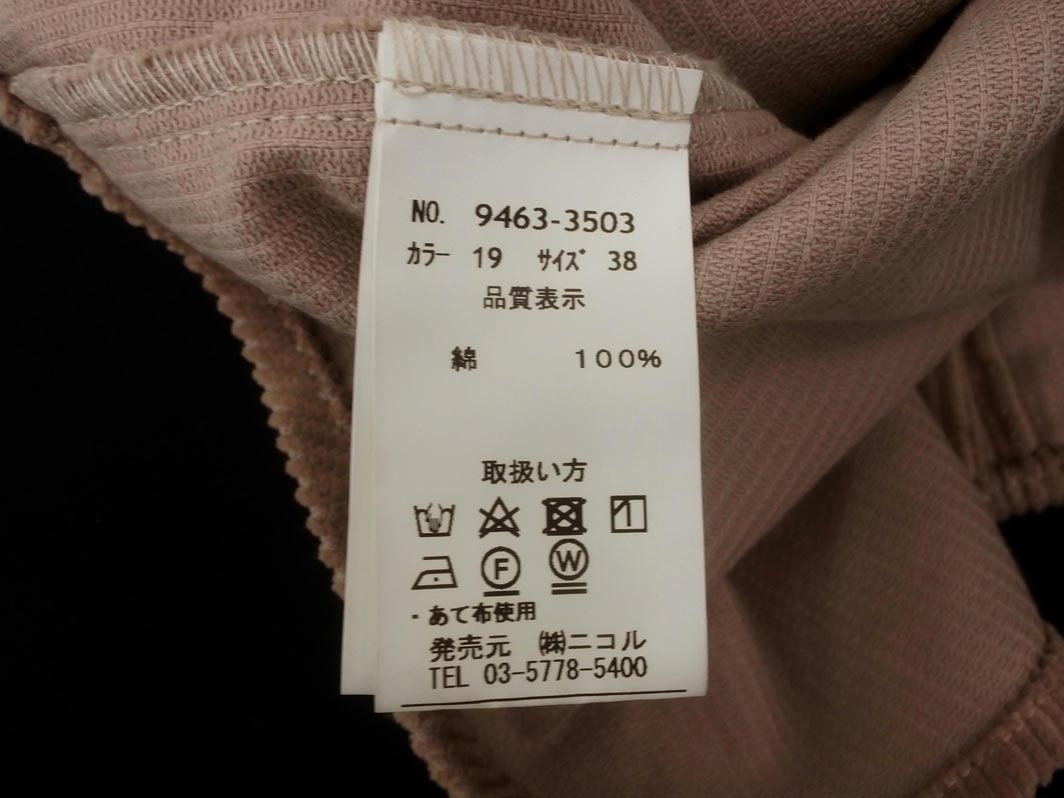 NO. 9463-3503
ｶﾗｰ 19 ｻｲｽﾞ 38
品質表示
綿 100%
取扱い方
F W
・あて布使用
発売元 ㈱ニコル
TEL 03-5778-5400